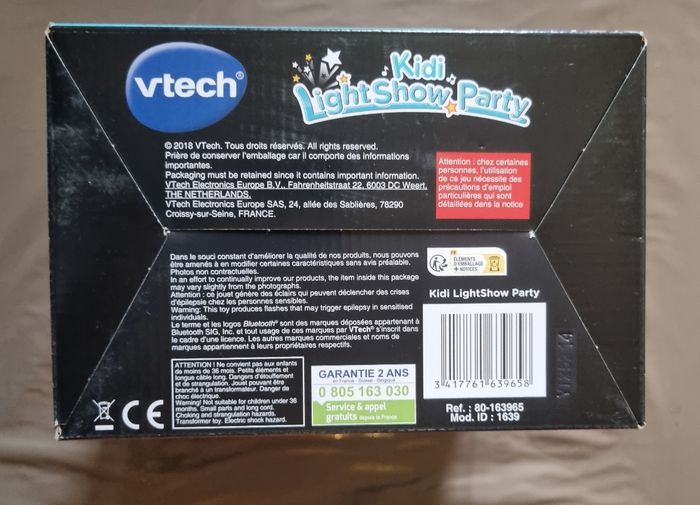 vtech®
Kidi
LightShow Party
© 2018 VTech. Tous droits réservés. All rights reserved.
Prière de conserver l'emballage car il comporte des informations
importantes.
Packaging must be retained since it contains important information.
VTech Electronics Europe B.V., Fahrenheitstraat 22, 6003 DC Weert,
THE NETHERLANDS.
VTech Electronics Europe SAS, 24, allée des Sablières, 78290
Croissy-sur-Seine, FRANCE.
Attention : chez certaines
personnes, l'utilisation
de ce jeu nécessite des
précautions d'emploi
particulières qui sont
détaillées dans la notice
Dans le souci constant d'améliorer la qualité de nos produits, nous pouvons
être amenés à en modifier certaines caractéristiques sans avis préalable.
Photos non contractuelles.
In an effort to continually improve our products, the item inside this package
may vary slightly from the photographs.
Attention : ce jouet génère des éclairs qui peuvent déclencher des crises
d'épilepsie chez les personnes sensibles.
Warning: This toy produces flashes that may trigger epilepsy in sensitised
individuals.
Le terme et les logos Bluetooth® sont des marques déposées appartenant à
Bluetooth SIG, Inc. et tout usage de ces marques par VTech® s'inscrit dans
le cadre d'une licence. Les autres marques commerciales et noms de
marques appartiennent à leurs propriétaires respectifs.
FR
ÉLÉMENTS
D'EMBALLAGE
+ NOTICES
Kidi LightShow Party
3 417761 639658
Réf. : 80-163965
Mod. ID : 1639
CE
ATTENTION ! Ne convient pas aux enfants
de moins de 36 mois. Petits éléments et
longue câble long. Dangers d'étouffement
et de strangulation. Jouet pouvant être
branché à un transformateur. Danger de
choc électrique.
Warning! Not suitable for children under 36
months. Small parts and long cord.
Choking and strangulation hazards.
Transformer toy. Electric shock hazard.
GARANTIE 2 ANS
en France - Suisse - Belgique
0 805 163 030
Service & appel
gratuits depuis la France